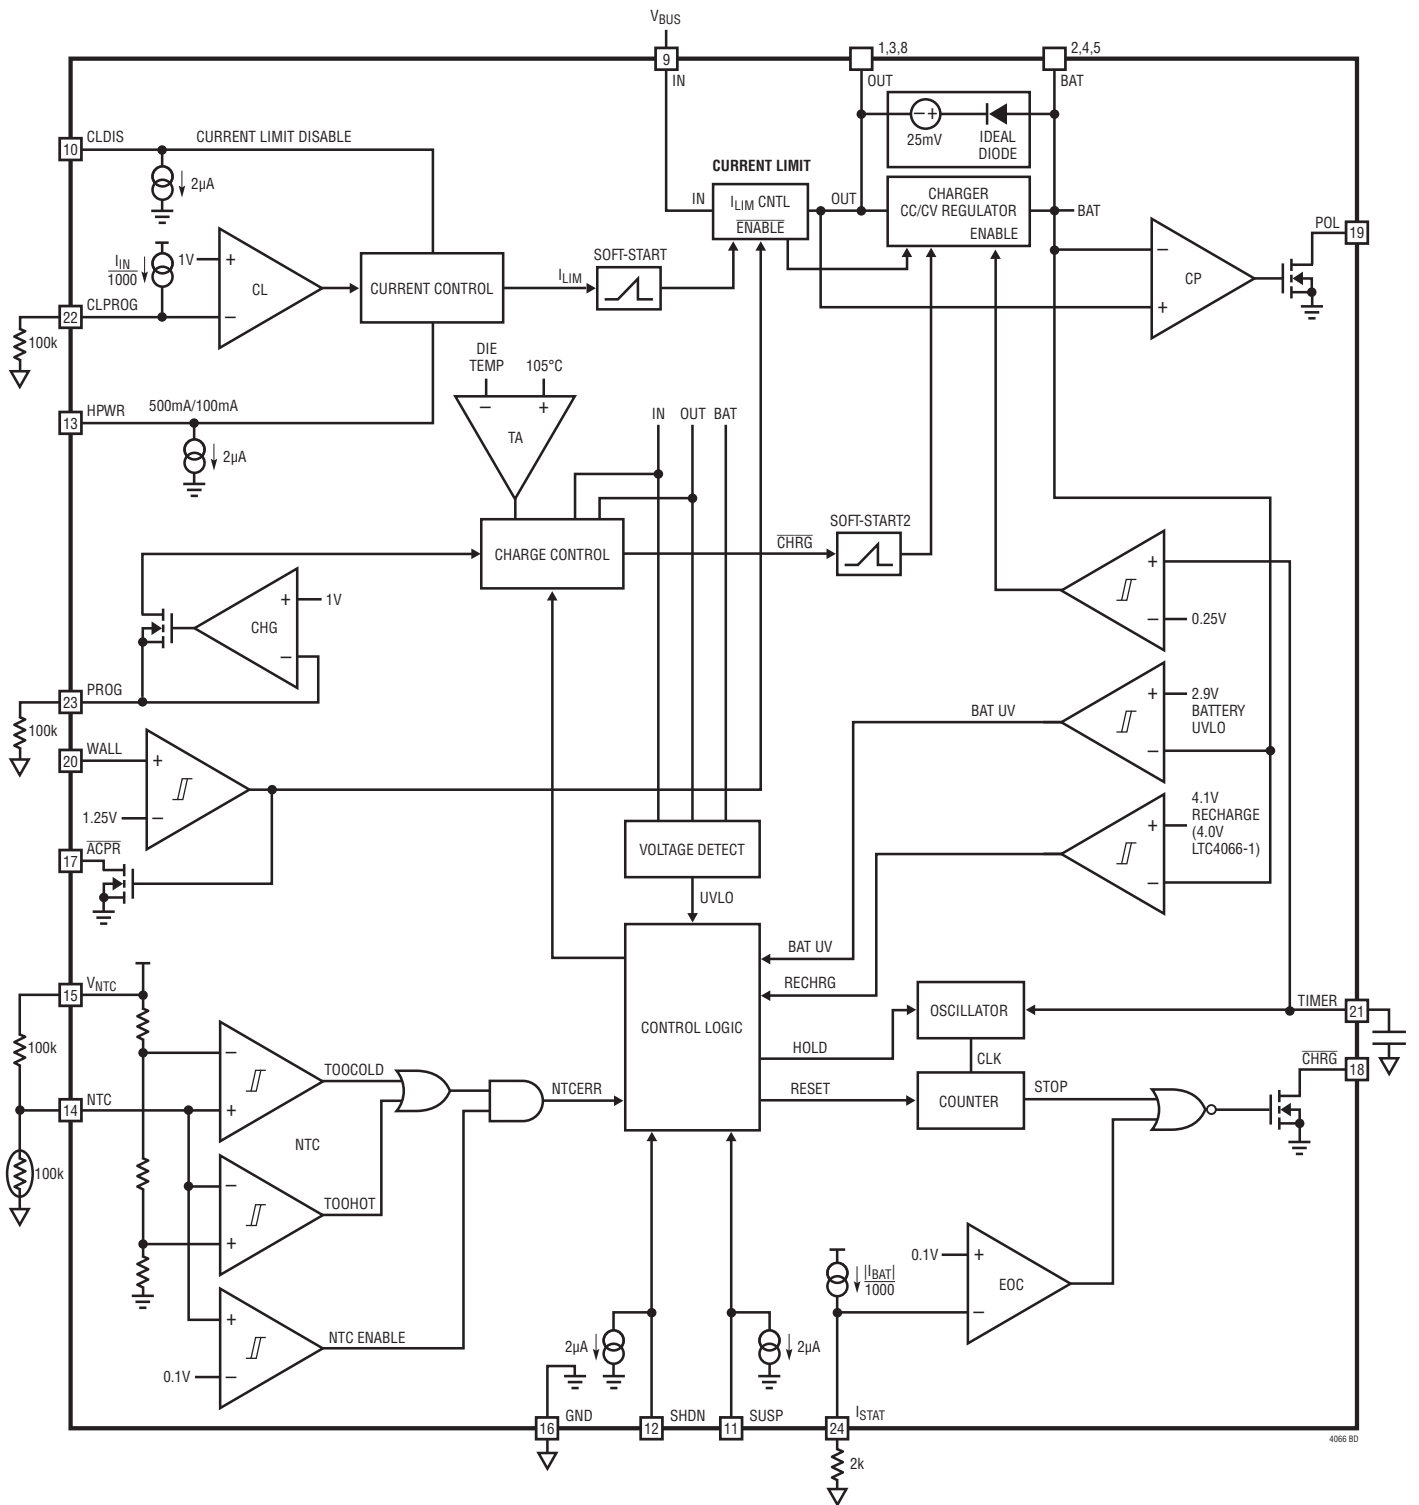 VBUS
9
IN
1,3,8
OUT
2,4,5
BAT
10
CLDIS
CURRENT LIMIT DISABLE
2µA
– +
25mV
IDEAL
DIODE
CURRENT LIMIT
IN
ILIM CNTL
ENABLE
OUT
CHARGER
CC/CV REGULATOR
ENABLE
BAT
POL
19
IIN
1000
1V
+
CL
–
CURRENT CONTROL
ILIM
SOFT-START
–
CP
+
22
CLPROG
100k
DIE
TEMP
105°C
–
+
TA
13
HPWR
500mA/100mA
2µA
IN
OUT
BAT
CHARGE CONTROL
CHRG
SOFT-START2
+
–
0.25V
+
1V
CHG
–
23
PROG
100k
BAT UV
+
2.9V
BATTERY
UVLO
–
20
WALL
+
1.25V
–
17
ACPR
VOLTAGE DETECT
UVLO
4.1V
RECHARGE
(4.0V
LTC4066-1)
+
–
CONTROL LOGIC
BAT UV
RECHRG
HOLD
RESET
OSCILLATOR
CLK
COUNTER
STOP
TIMER
21
CHRG
18
15
VNTC
100k
14
NTC
100k
–
+
TOOCOLD
NTC
NTCERR
–
+
TOOHOT
+
0.1V
–
NTC ENABLE
2µA
2µA
|IBAT|
1000
0.1V
+
EOC
–
16
GND
12
SHDN
11
SUSP
24
ISTAT
2k
4066 BD